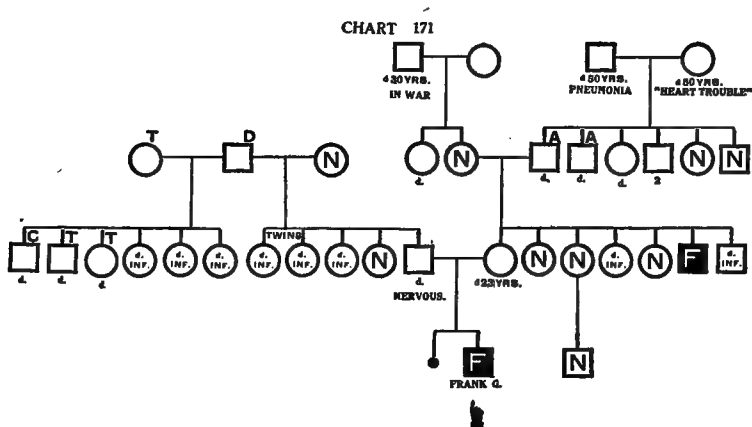 CHART 171
d 30 YRS.
IN WAR
d 50 YRS.
PNEUMONIA
d 50 YRS.
"HEART TROUBLE"
T D N
d. N A d. A d. d. 2 N N
C d. T d. T d. d. INF. d. INF. d. INF.
TWINS
d. INF. d. INF. d. INF. N d.
NERVOUS.
d 22 YRS. N N d. INF. N F d. INF.
F
FRANK G.
N